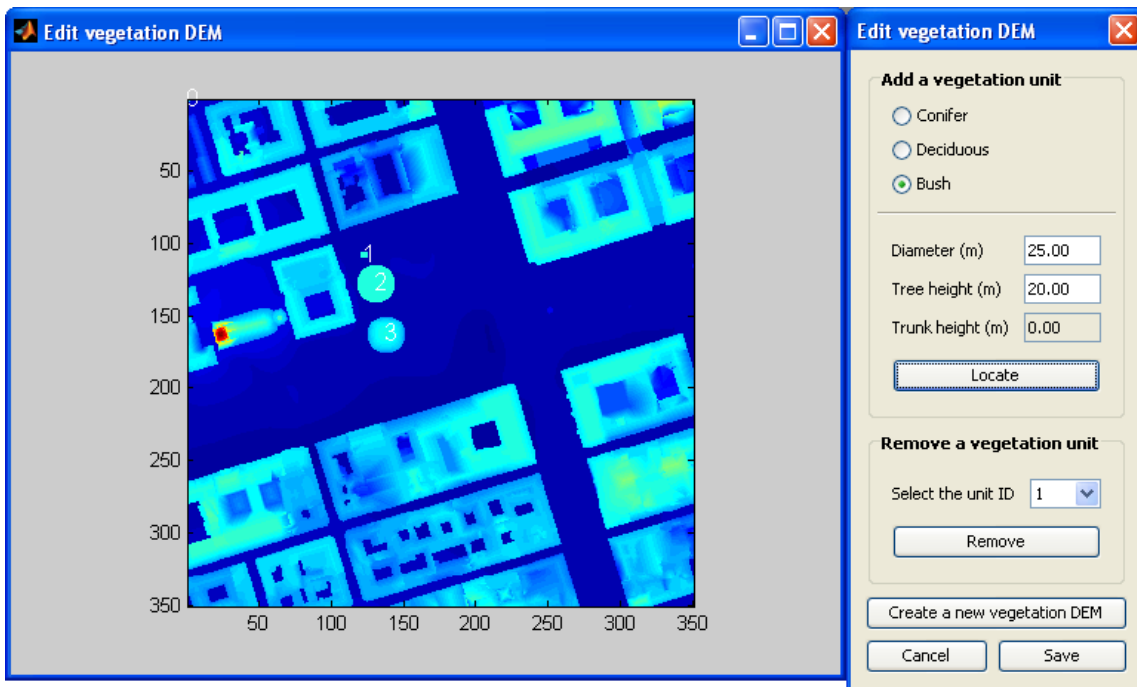 Edit vegetation DEM
0
50
100
150
200
250
300
350
50 100 150 200 250 300 350
1
2
3
Edit vegetation DEM
Add a vegetation unit
Conifer
Deciduous
Bush
Diameter (m) 25.00
Tree height (m) 20.00
Trunk height (m) 0.00
Locate
Remove a vegetation unit
Select the unit ID 1
Remove
Create a new vegetation DEM
Cancel Save